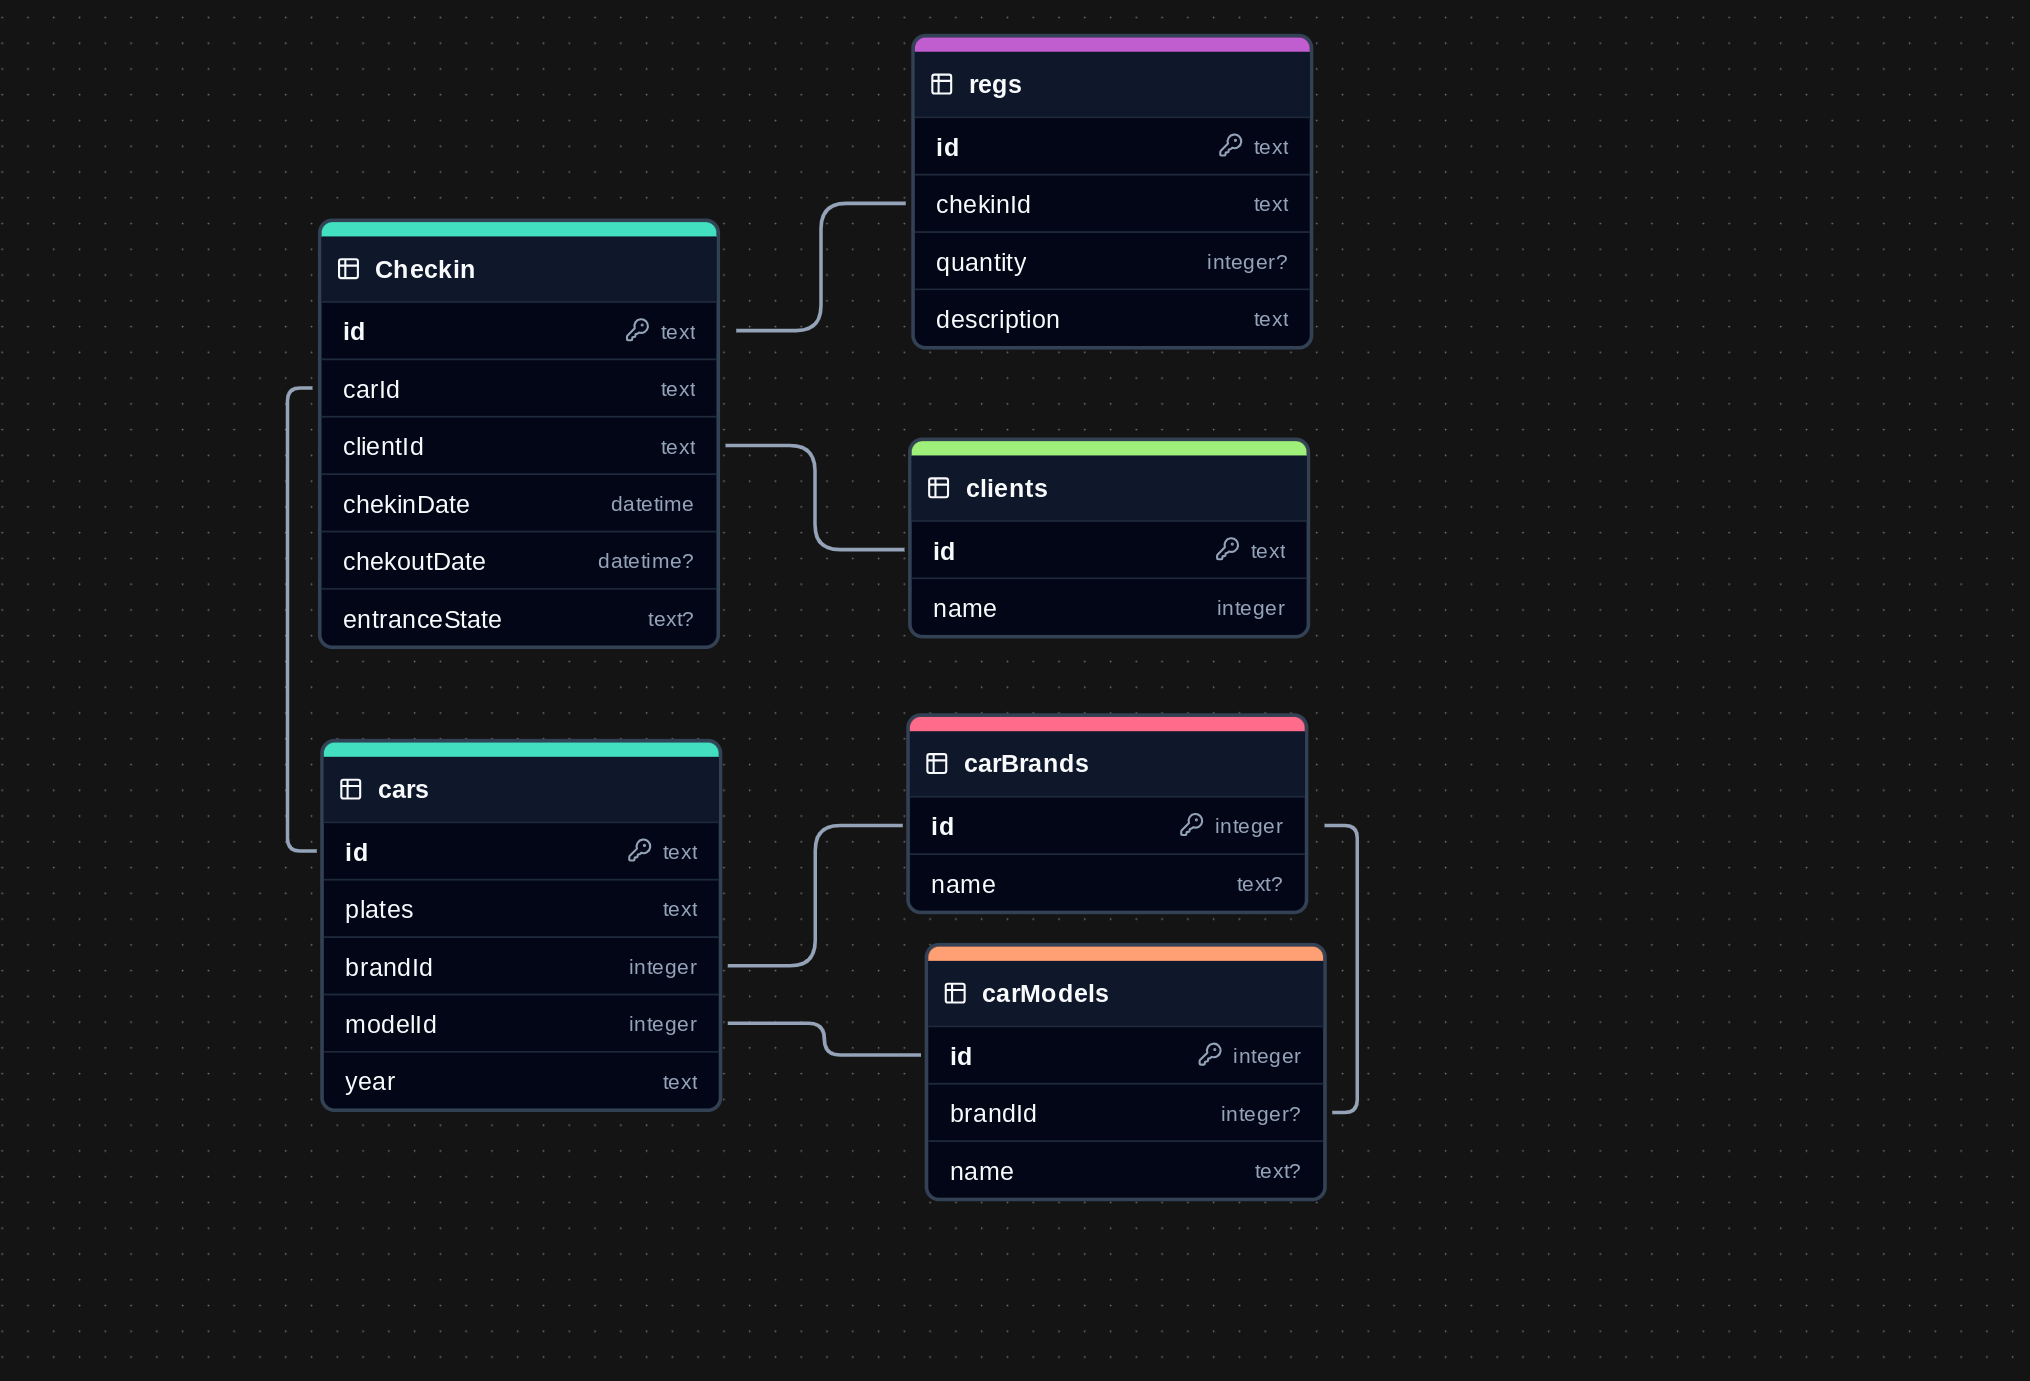 regs
id text
chekinId text
quantity integer?
description text
Checkin
id text
carId text
clientId text
chekinDate datetime
chekoutDate datetime?
entranceState text?
clients
id text
name integer
cars
id text
plates text
brandId integer
modelId integer
year text
carBrands
id integer
name text?
carModels
id integer
brandId integer?
name text?